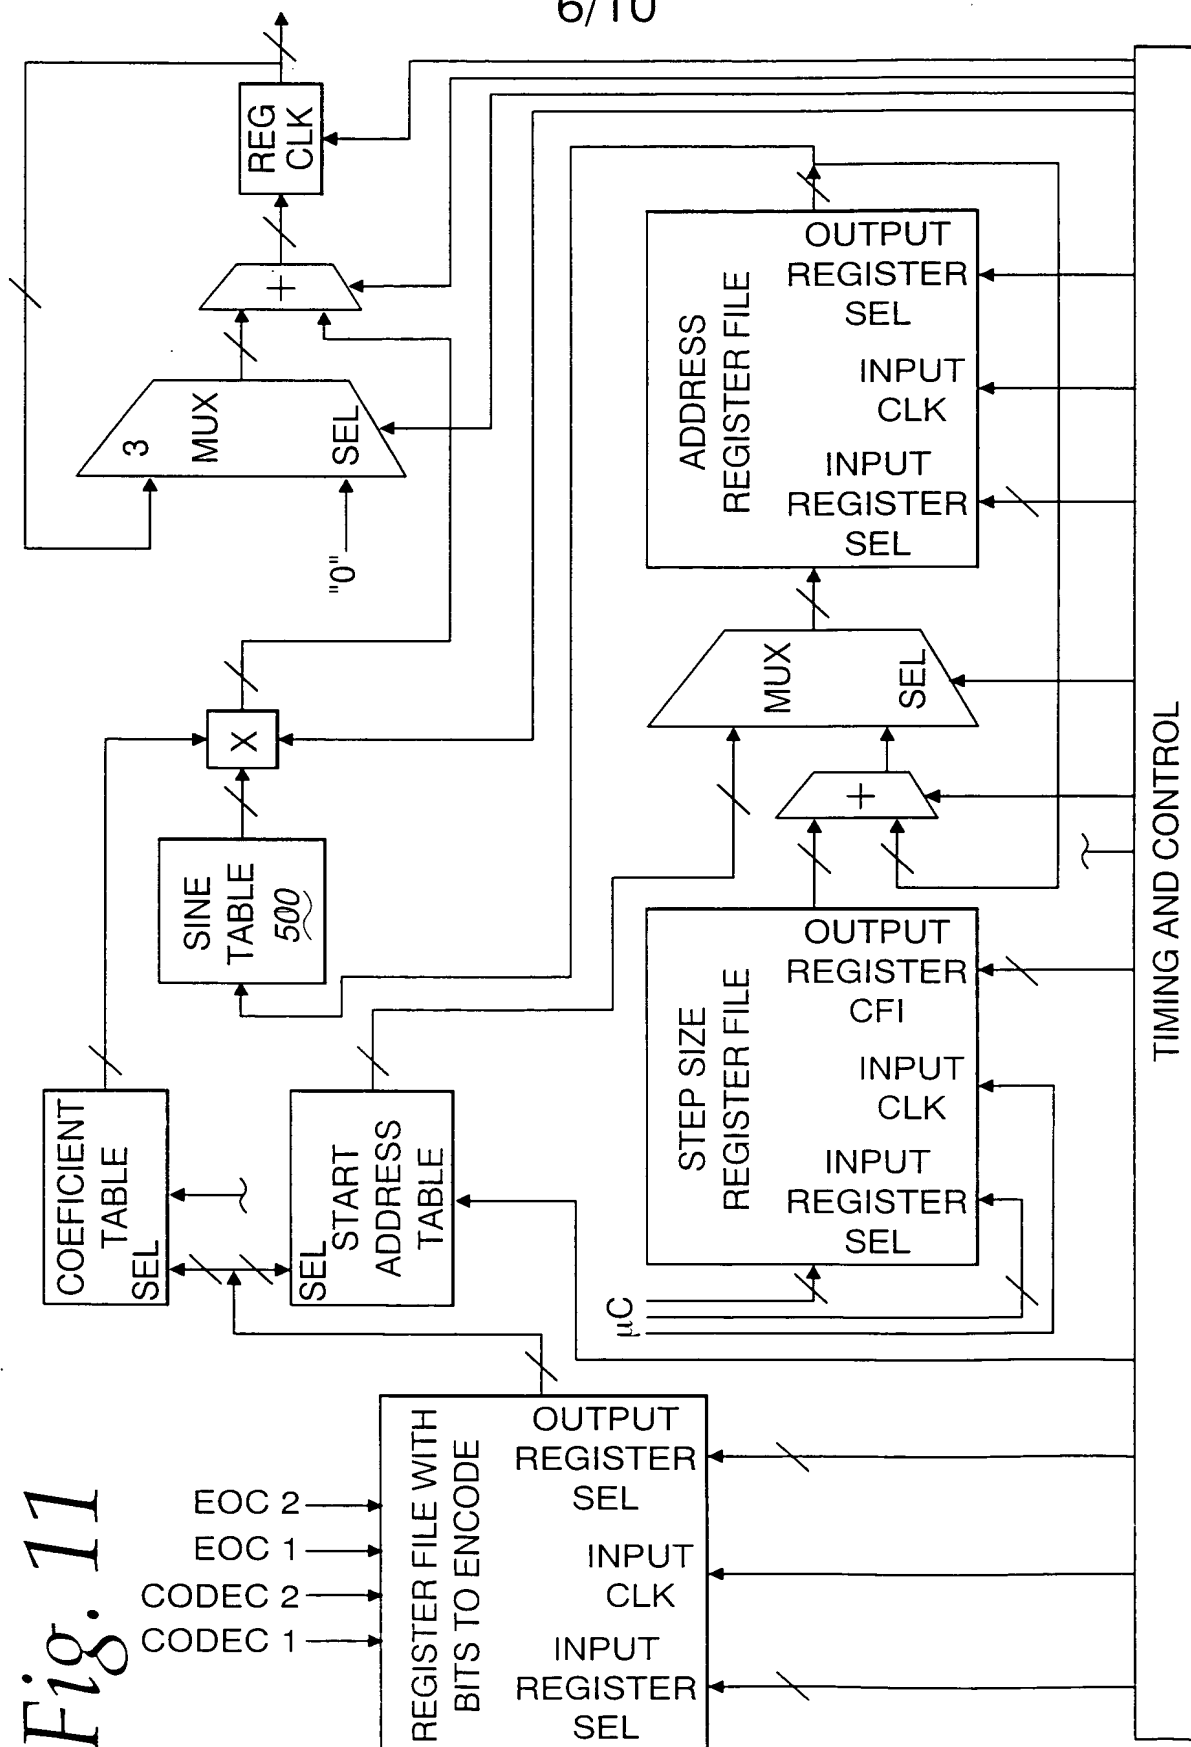 6/10
REG
CLK
+
3
MUX
SEL
"0"
X
SINE
TABLE
500
COEFICIENT
TABLE
SEL
SEL
START
ADDRESS
TABLE
ADDRESS
REGISTER FILE
OUTPUT
REGISTER
SEL
INPUT
CLK
INPUT
REGISTER
SEL
MUX
SEL
+
STEP SIZE
REGISTER FILE
OUTPUT
REGISTER
CFI
INPUT
CLK
INPUT
REGISTER
SEL
µC
REGISTER FILE WITH
BITS TO ENCODE
OUTPUT
REGISTER
SEL
INPUT
CLK
INPUT
REGISTER
SEL
EOC 2
EOC 1
CODEC 2
CODEC 1
TIMING AND CONTROL
Fig. 11